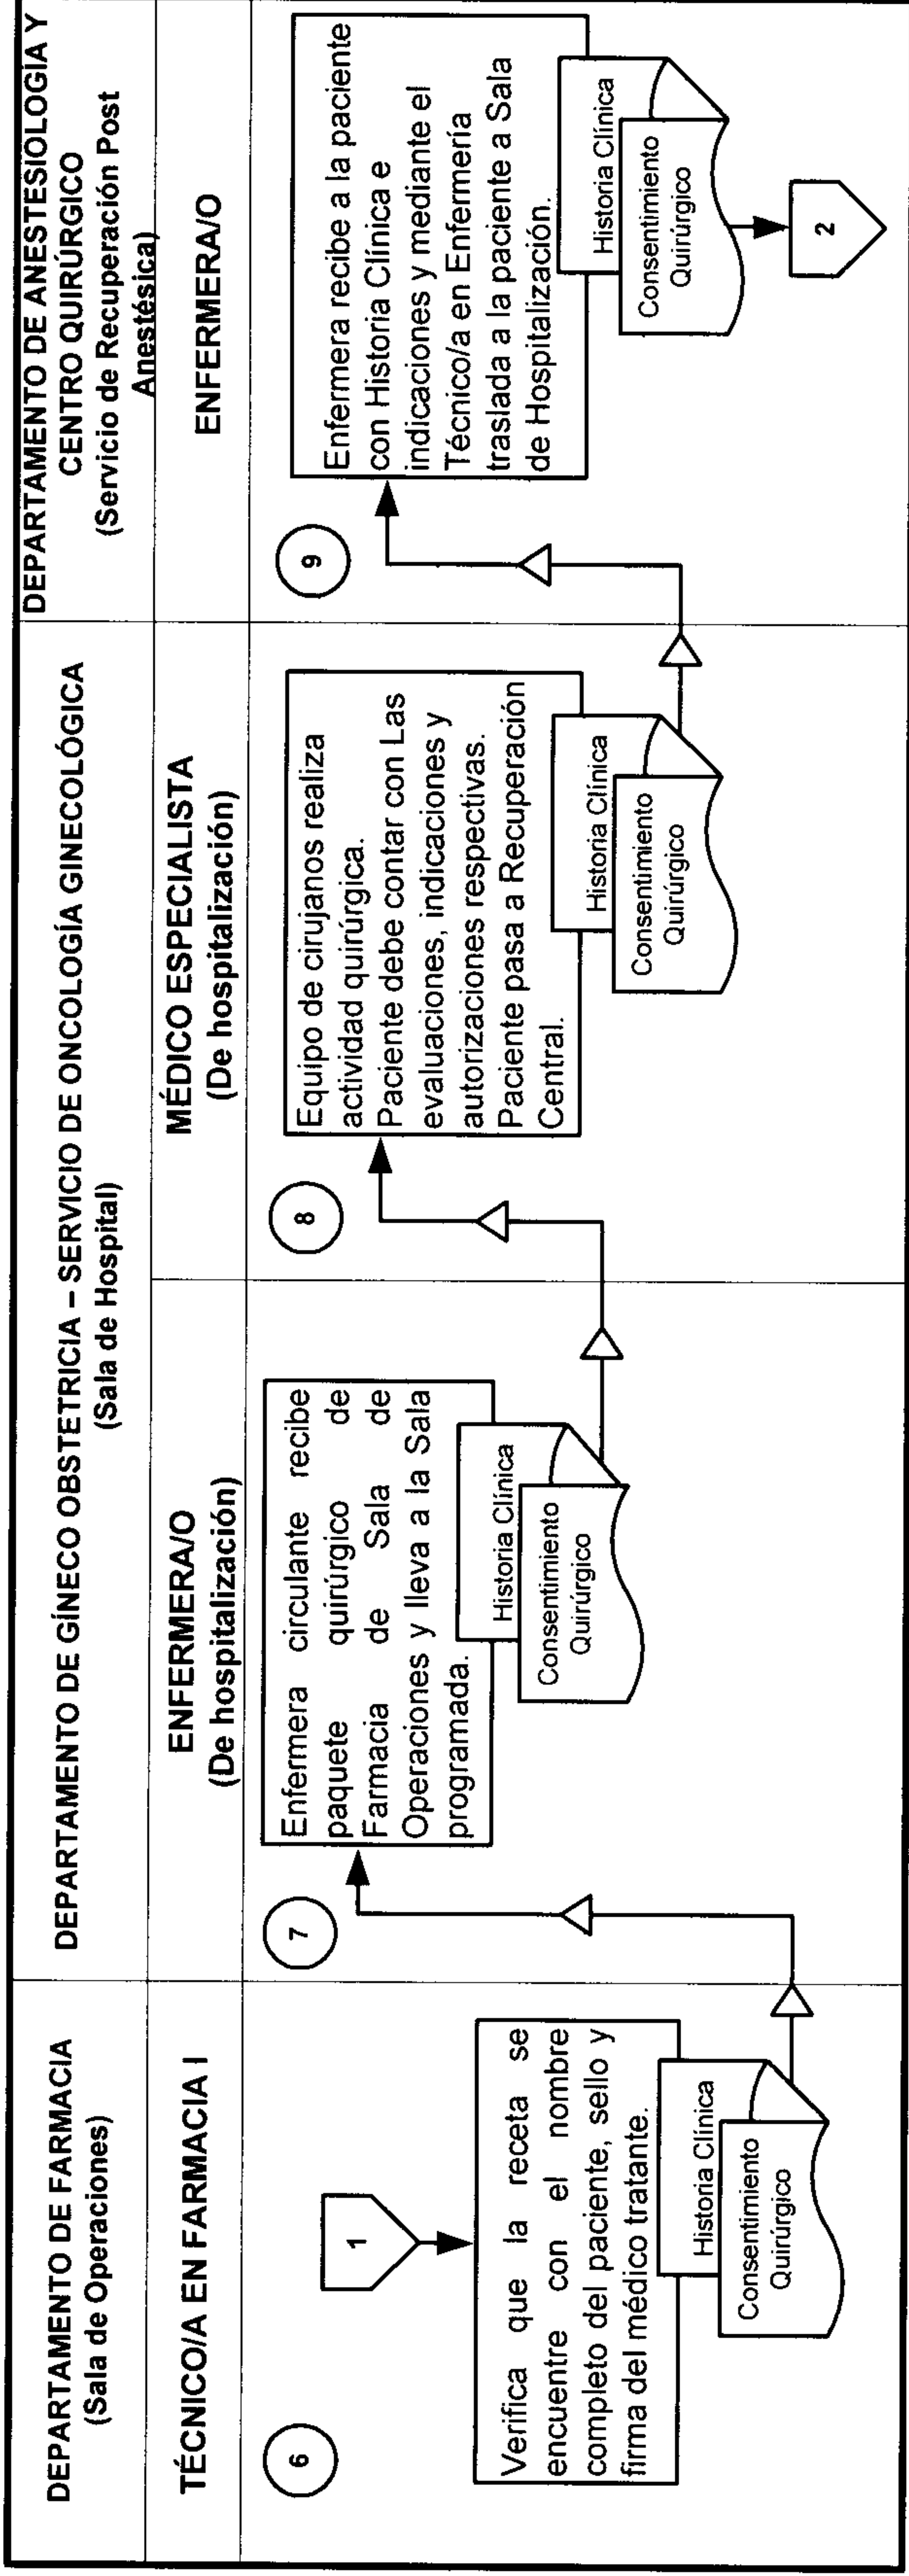 DEPARTAMENTO DE FARMACIA
(Sala de Operaciones)
DEPARTAMENTO DE GÍNECO OBSTETRICIA – SERVICIO DE ONCOLOGÍA GINECOLÓGICA
(Sala de Hospital)
DEPARTAMENTO DE ANESTESIOLOGÍA Y
CENTRO QUIRÚRGICO
(Servicio de Recuperación Post
Anestésica)
TÉCNICO/A EN FARMACIA I
ENFERMERA/O
(De hospitalización)
MÉDICO ESPECIALISTA
(De hospitalización)
ENFERMERA/O
6
1
Verifica que la receta se
encuentre con el nombre
completo del paciente, sello y
firma del médico tratante.
Historia Clínica
Consentimiento
Quirúrgico
7
Enfermera circulante recibe
paquete quirúrgico de
Farmacia de Sala de
Operaciones y lleva a la Sala
programada.
Historia Clínica
Consentimiento
Quirúrgico
8
Equipo de cirujanos realiza
actividad quirúrgica.
Paciente debe contar con Las
evaluaciones, indicaciones y
autorizaciones respectivas.
Paciente pasa a Recuperación
Central.
Historia Clínica
Consentimiento
Quirúrgico
9
Enfermera recibe a la paciente
con Historia Clínica e
indicaciones y mediante el
Técnico/a en Enfermería
traslada a la paciente a Sala
de Hospitalización.
Historia Clínica
Consentimiento
Quirúrgico
2